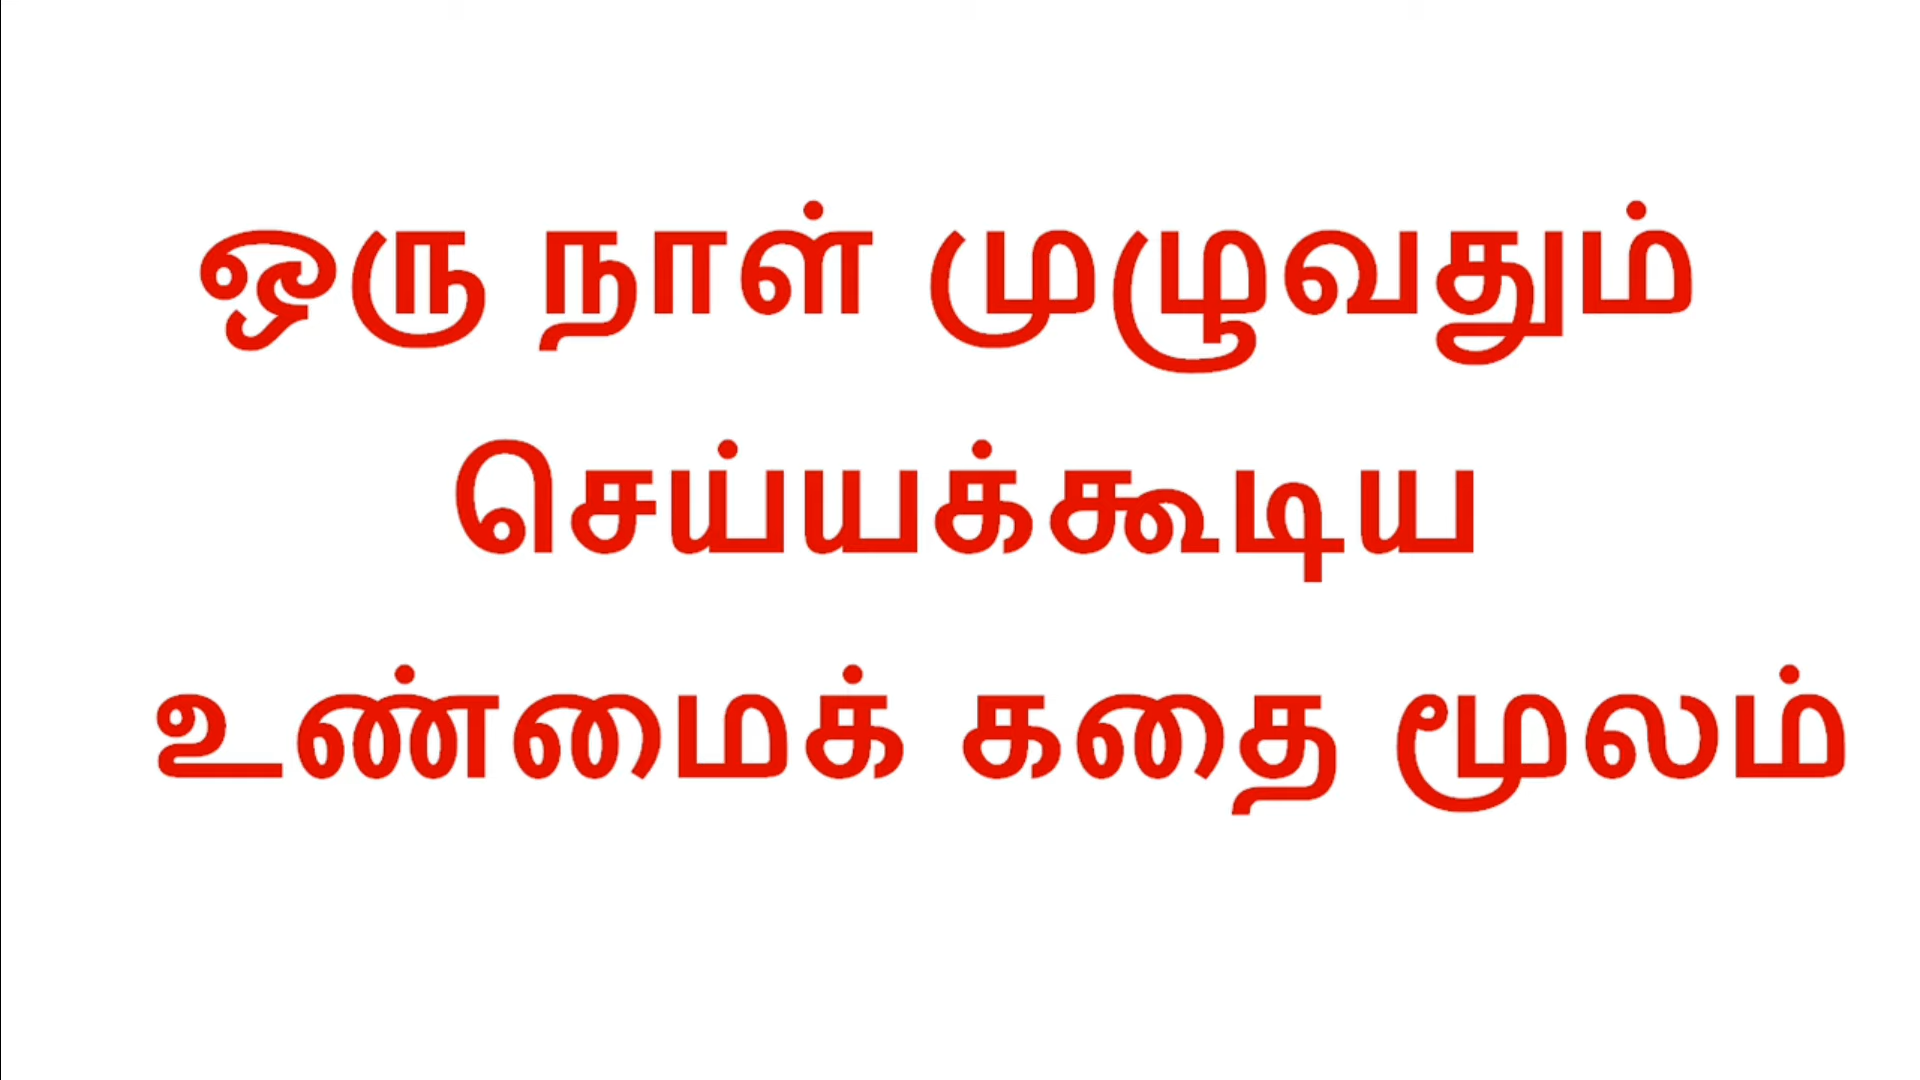 ஒரு நாள் முழுவதும்
செய்யக்கூடிய
உண்மைக் கதை மூலம்